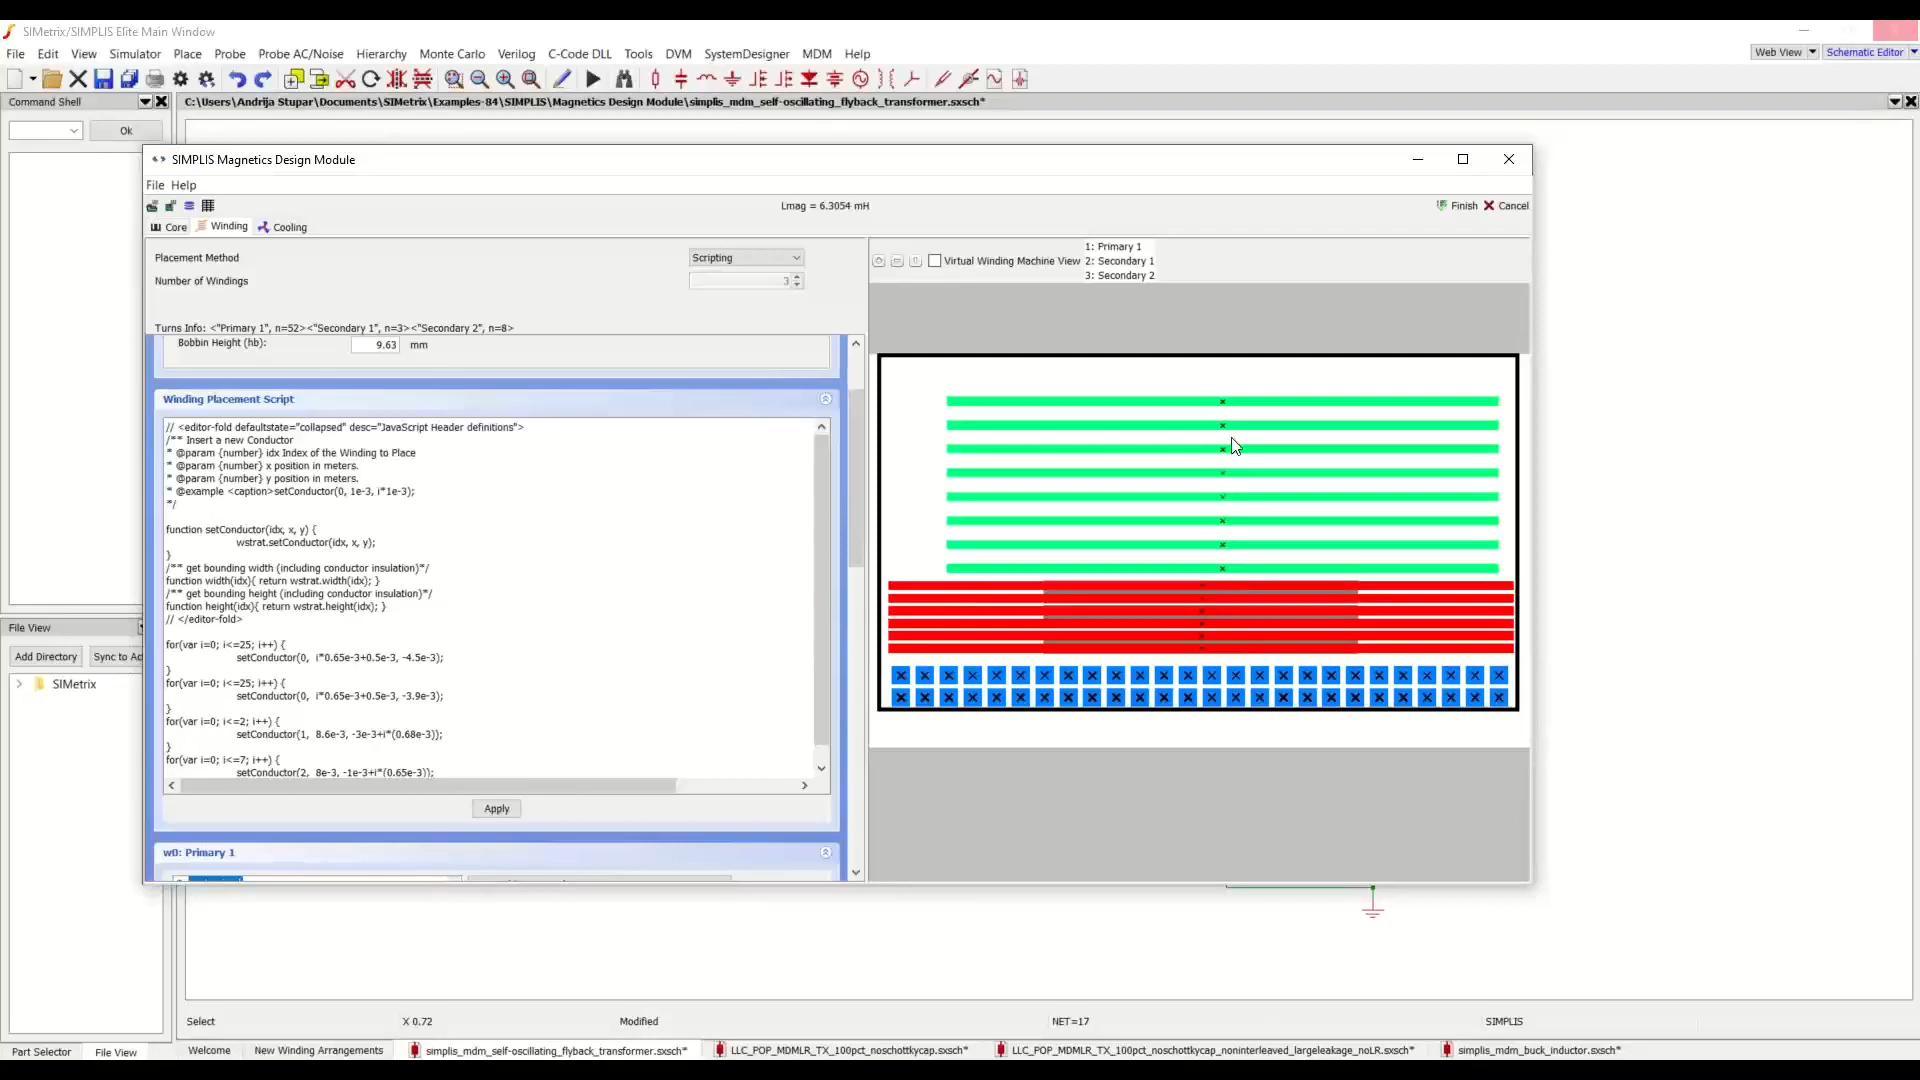 SIMetrix/SIMPLIS Elite Main Window
File Edit View Simulator Place Probe Probe AC/Noise Hierarchy Monte Carlo Verilog C-Code DLL Tools DVM SystemDesigner MDM Help
Web View Schematic Editor
Command Shell
C:\Users\Andrija Stupar\Documents\SIMetrix\Examples-84\SIMPLIS\Magnetics Design Module\simplis_mdm_self-oscillating_flyback_transformer.sxsch*
Ok
SIMPLIS Magnetics Design Module
File Help
Lmag = 6.3054 mH
Finish Cancel
Core Winding Cooling
Placement Method Scripting
Number of Windings 3
Virtual Winding Machine View
1: Primary 1
2: Secondary 1
3: Secondary 2
Turns Info: <"Primary 1", n=52><"Secondary 1", n=3><"Secondary 2", n=8>
Bobbin Height (hb): 9.63 mm
Winding Placement Script
// <editor-fold defaultstate="collapsed" desc="JavaScript Header definitions">
/** Insert a new Conductor
* @param {number} idx Index of the Winding to Place
* @param {number} x position in meters.
* @param {number} y position in meters.
* @example <caption>setConductor(0, 1e-3, i*1e-3);
*/
function setConductor(idx, x, y) {
wstrat.setConductor(idx, x, y);
}
/** get bounding width (including conductor insulation)*/
function width(idx){ return wstrat.width(idx); }
/** get bounding height (including conductor insulation)*/
function height(idx){ return wstrat.height(idx); }
// </editor-fold>
for(var i=0; i<=25; i++) {
setConductor(0, i*0.65e-3+0.5e-3, -4.5e-3);
}
for(var i=0; i<=25; i++) {
setConductor(0, i*0.65e-3+0.5e-3, -3.9e-3);
}
for(var i=0; i<=2; i++) {
setConductor(1, 8.6e-3, -3e-3+i*(0.68e-3));
}
for(var i=0; i<=7; i++) {
setConductor(2, 8e-3, -1e-3+i*(0.65e-3));
Apply
w0: Primary 1
File View
Add Directory
SIMetrix
Select X 0.72 Modified NET=17 SIMPLIS
Part Selector File View
Welcome New Winding Arrangements simplis_mdm_self-oscillating_flyback_transformer.sxsch* LLC_POP_MDMLR_TX_100pct_noschottkycap.sxsch* LLC_POP_MDMLR_TX_100pct_noschottkycap_noninterleaved_largeleakage_noLR.sxsch* simplis_mdm_buck_inductor.sxsch*